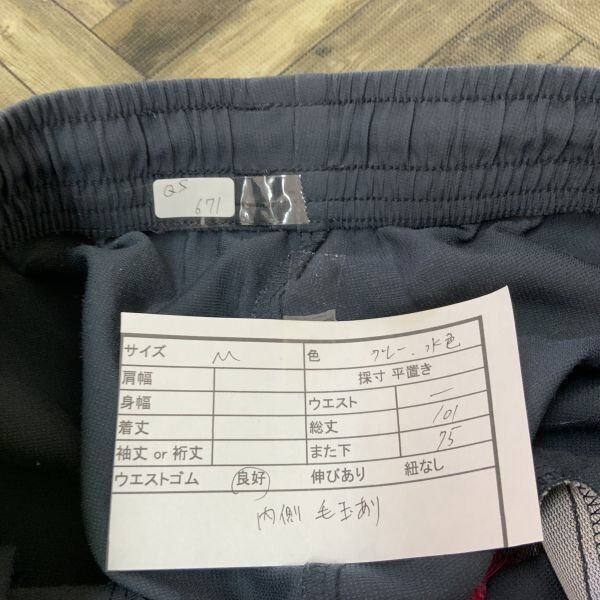 QS
671
サイズ M 色 グレー、水色
肩幅 採寸 平置き
身幅 ウエスト ー
着丈 総丈 101
袖丈 or 裄丈 また下 75
ウエストゴム 良好 伸びあり 紐なし
内側 毛玉あり